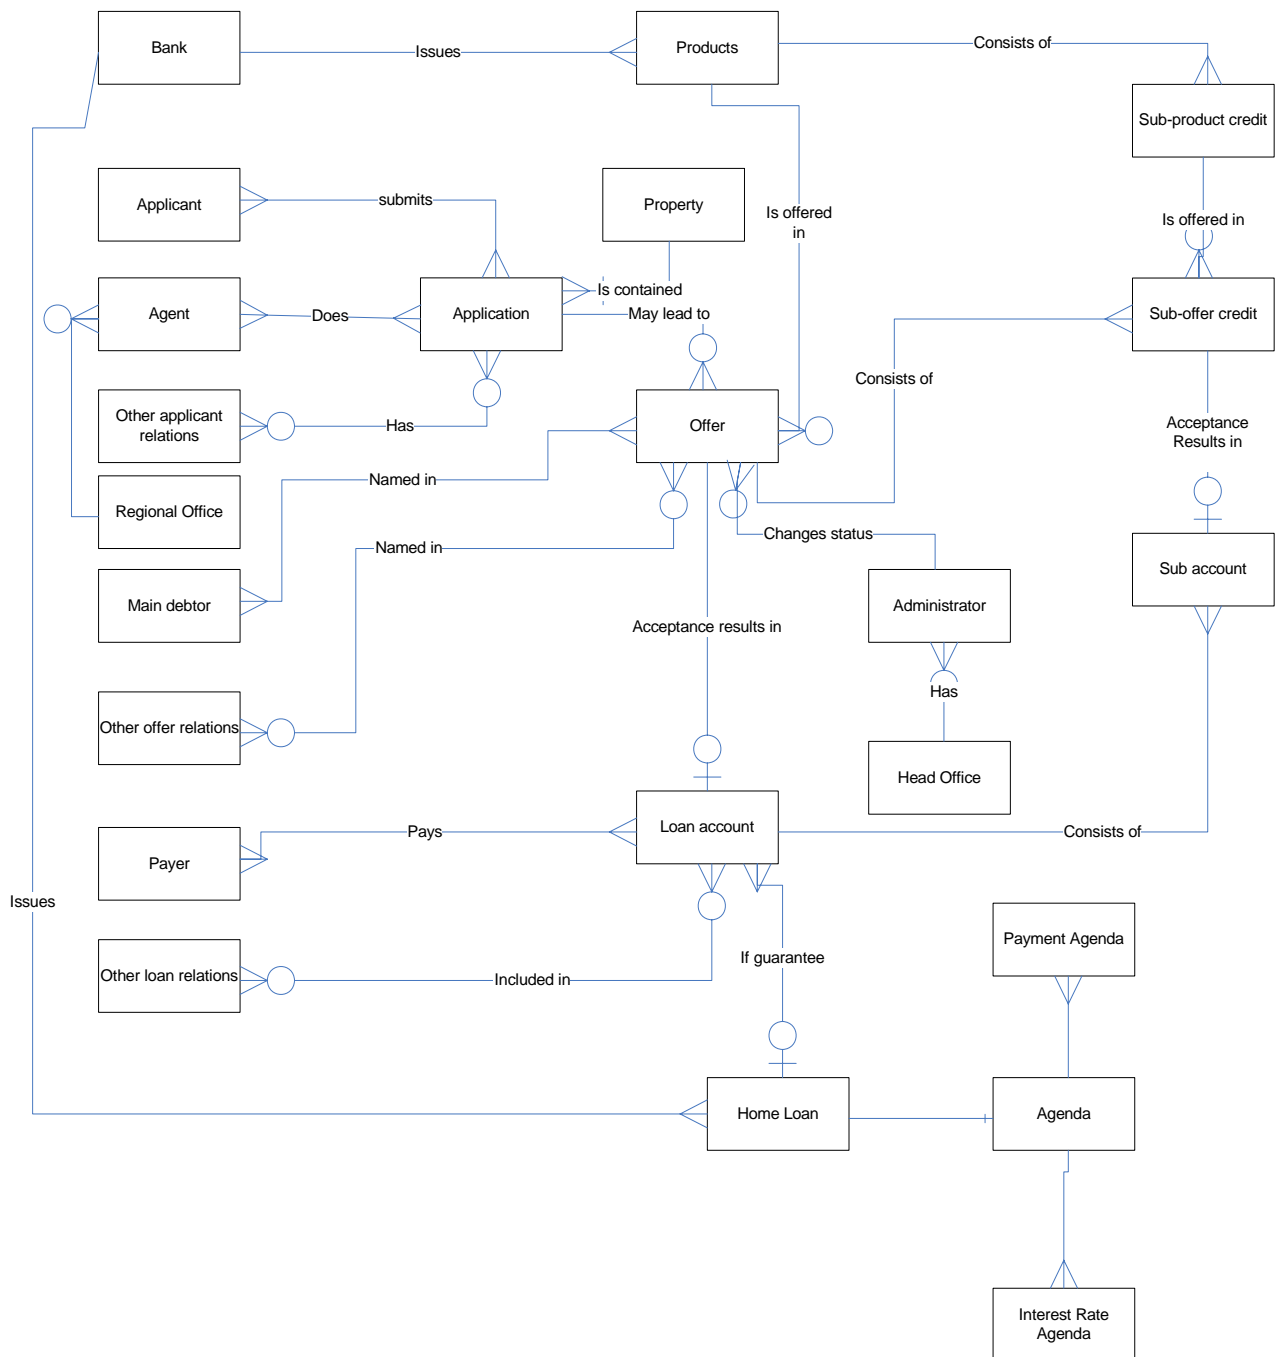 Bank
Issues
Products
Consists of
Sub-product credit
Applicant
submits
Property
Is offered
in
Is offered in
Agent
Does
Application
Is contained
May lead to
Sub-offer credit
Consists of
Other applicant
relations
Has
Offer
Acceptance
Results in
Named in
Regional Office
Named in
Changes status
Sub account
Main debtor
Administrator
Acceptance results in
Has
Other offer relations
Head Office
Pays
Loan account
Consists of
Payer
Issues
Payment Agenda
If guarantee
Other loan relations
Included in
Home Loan
Agenda
Interest Rate
Agenda